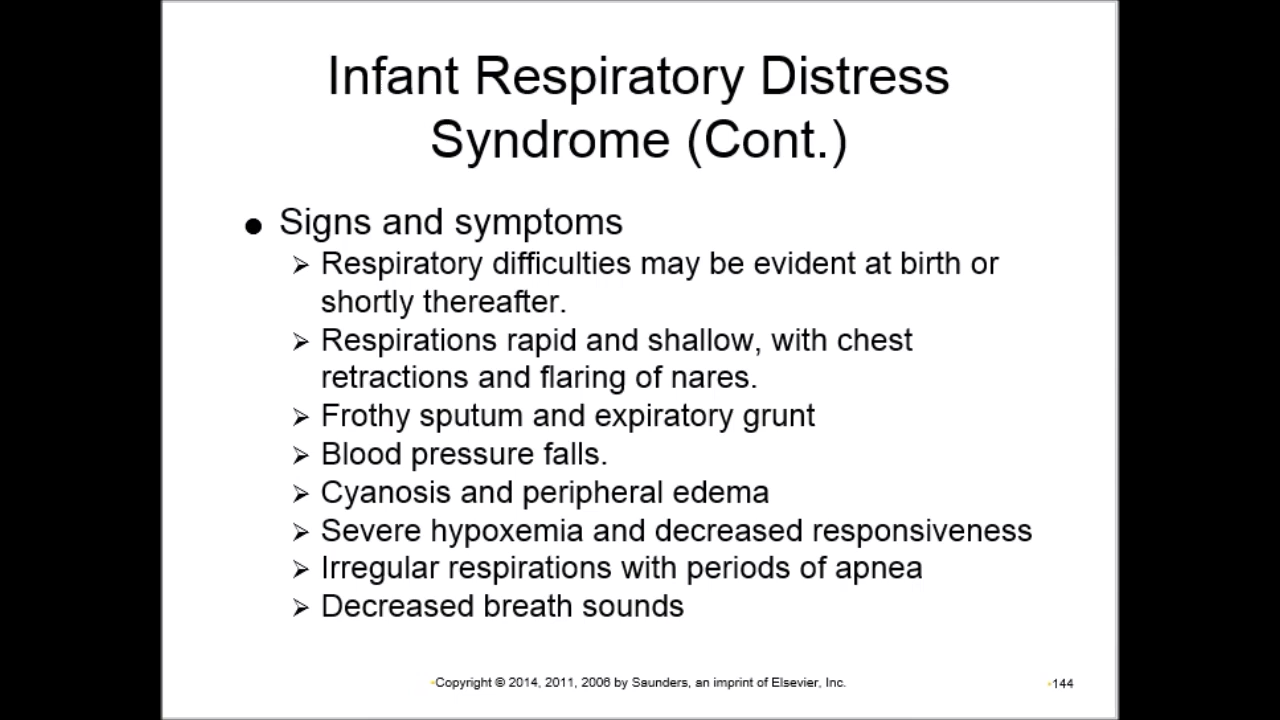 Infant Respiratory Distress
Syndrome (Cont.)
● Signs and symptoms
➢ Respiratory difficulties may be evident at birth or
shortly thereafter.
➢ Respirations rapid and shallow, with chest
retractions and flaring of nares.
➢ Frothy sputum and expiratory grunt
➢ Blood pressure falls.
➢ Cyanosis and peripheral edema
➢ Severe hypoxemia and decreased responsiveness
➢ Irregular respirations with periods of apnea
➢ Decreased breath sounds
Copyright © 2014, 2011, 2006 by Saunders, an imprint of Elsevier, Inc.
144